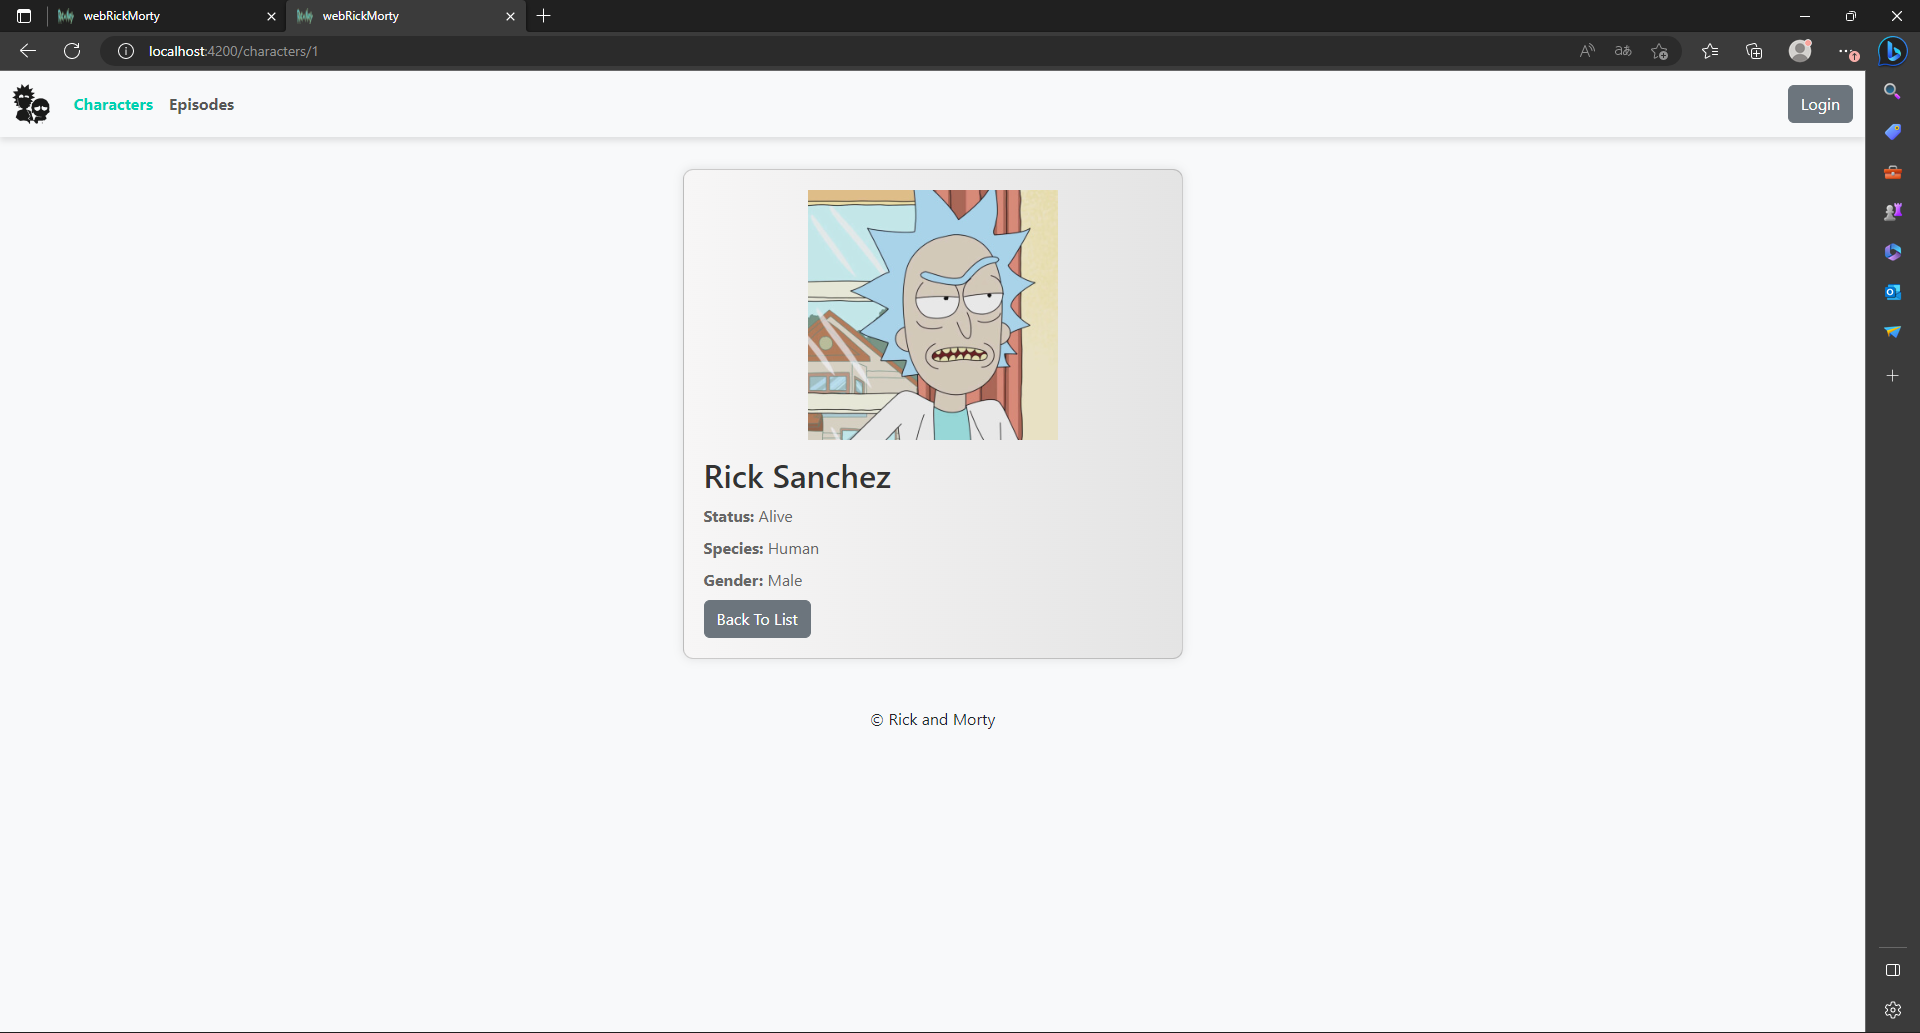 webRickMorty
webRickMorty
localhost:4200/characters/1
Characters Episodes
Login
Rick Sanchez
Status: Alive
Species: Human
Gender: Male
Back To List
© Rick and Morty